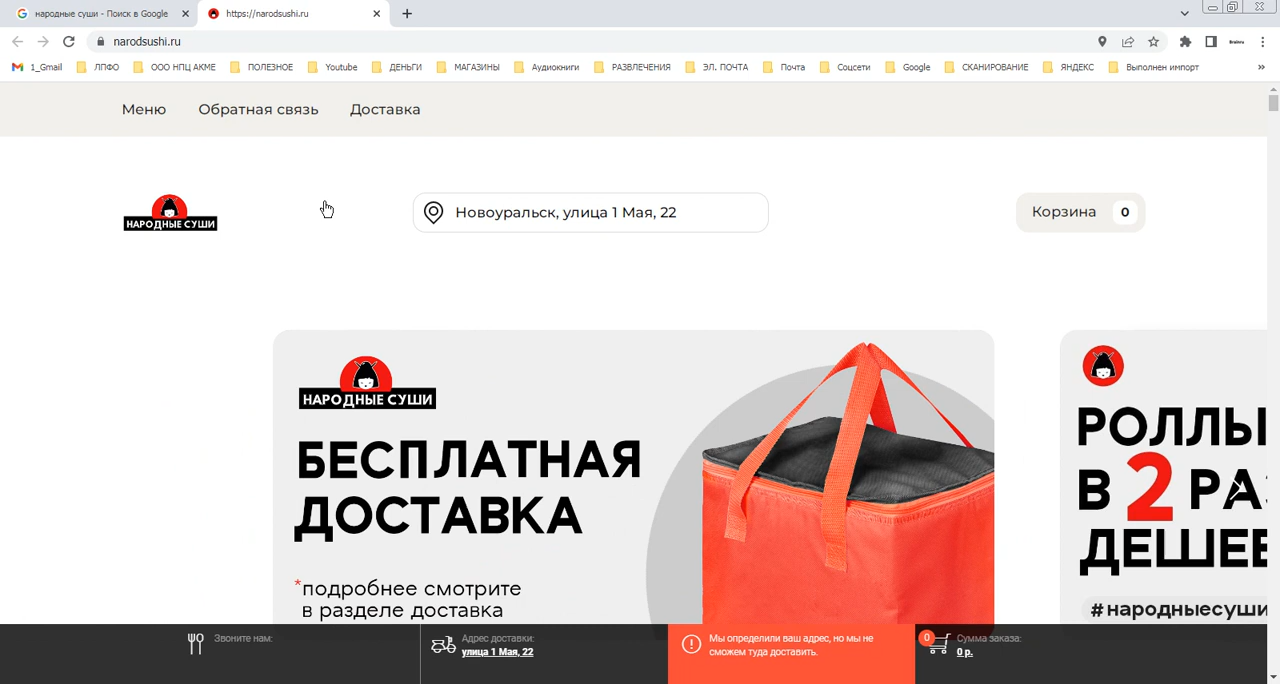 народные суши - Поиск в Google
https://narodsushi.ru
narodsushi.ru
1_Gmail ЛПФО ООО НПЦ АКМЕ ПОЛЕЗНОЕ Youtube ДЕНЬГИ МАГАЗИНЫ Аудиокниги РАЗВЛЕЧЕНИЯ ЭЛ. ПОЧТА Почта Соцсети Google СКАНИРОВАНИЕ ЯНДЕКС Выполнен импорт »
Меню Обратная связь Доставка
НАРОДНЫЕ СУШИ
Новоуральск, улица 1 Мая, 22
Корзина 0
НАРОДНЫЕ СУШИ
БЕСПЛАТНАЯ
ДОСТАВКА
*подробнее смотрите
в разделе доставка
РОЛЛЫ
В 2 РАЗ
ДЕШЕВ
#народныесуши
Звоните нам:
Адрес доставки:
улица 1 Мая, 22
Мы определили ваш адрес, но мы не
сможем туда доставить.
0
Сумма заказа:
0 р.